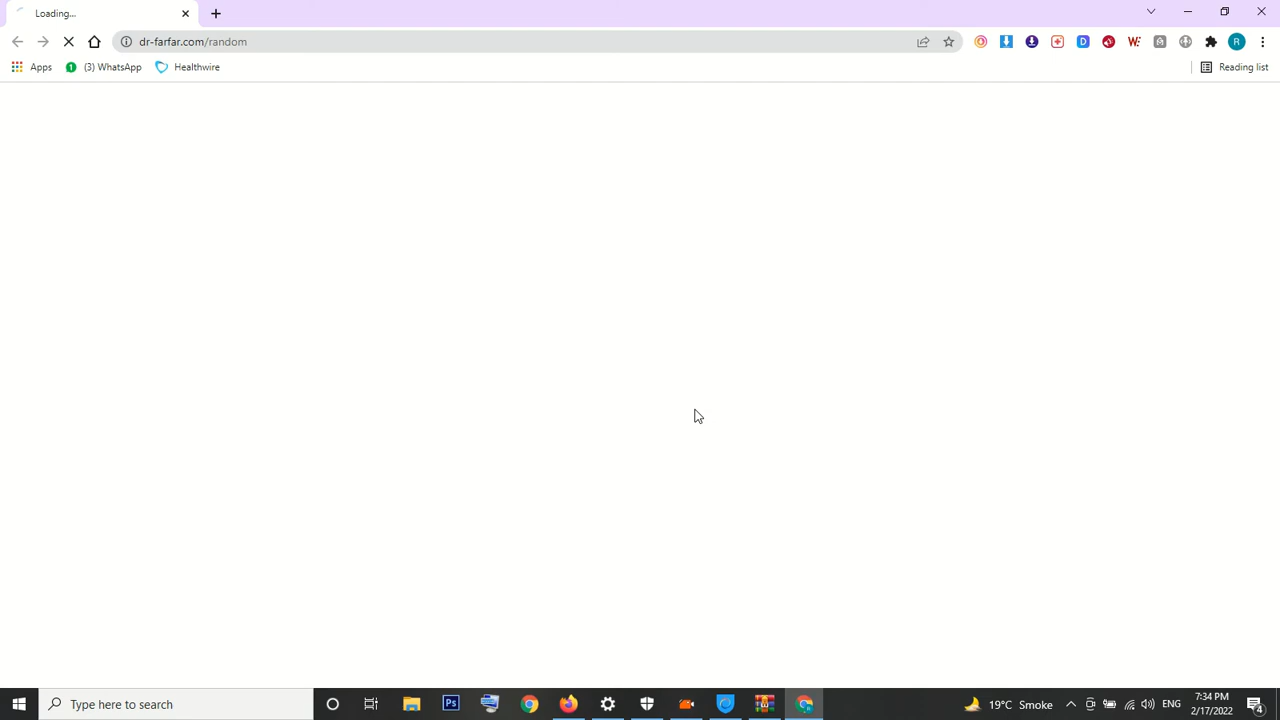 Loading...
dr-farfar.com/random
Apps
(3) WhatsApp
Healthwire
Reading list
Type here to search
19°C Smoke
ENG
7:34 PM
2/17/2022